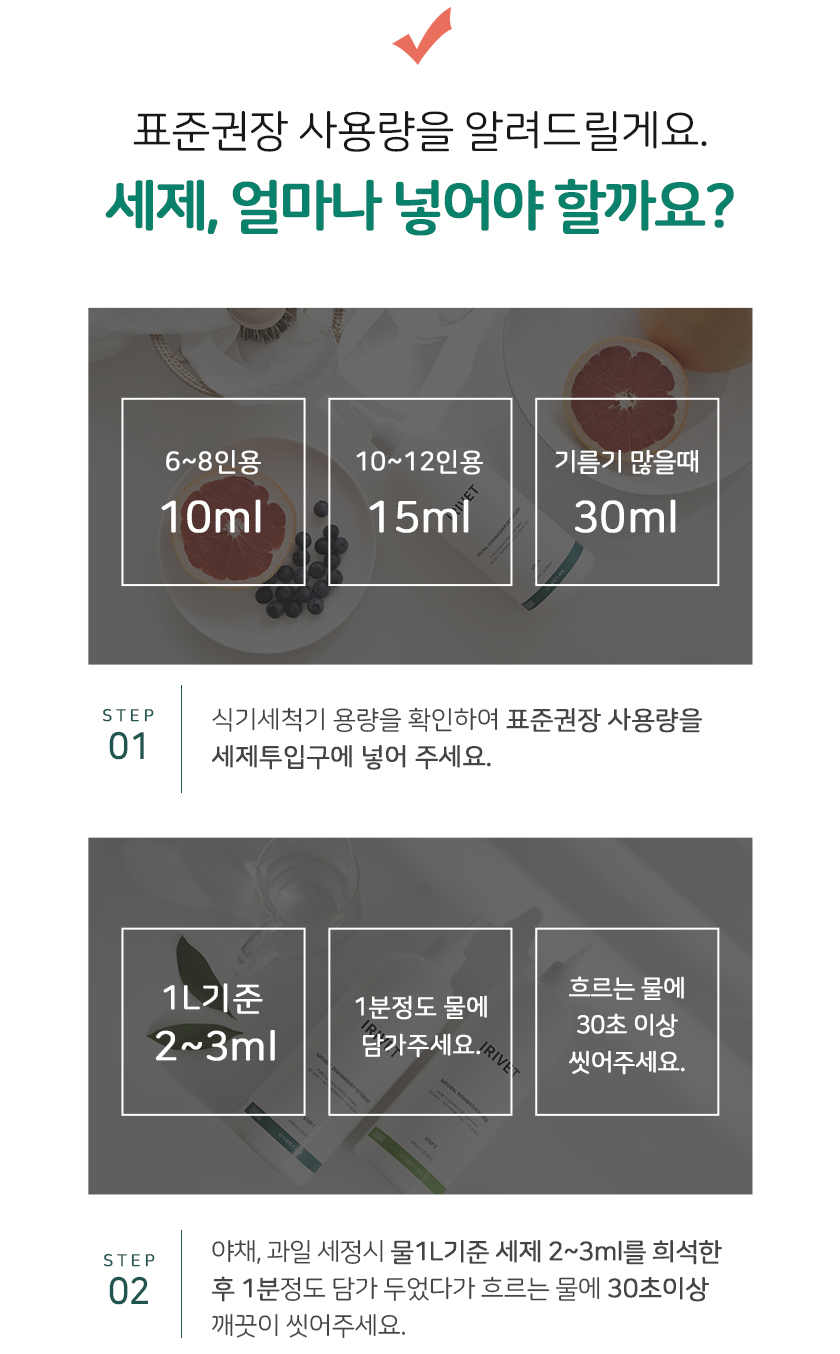 표준권장 사용량을 알려드릴게요.
세제, 얼마나 넣어야 할까요?
6~8인용
10ml
10~12인용
15ml
기름기 많을때
30ml
IRIVET
STEP
01
식기세척기 용량을 확인하여 표준권장 사용량을
세제투입구에 넣어 주세요.
1L기준
2~3ml
1분정도 물에
담가주세요.
흐르는 물에
30초 이상
씻어주세요.
IRIVIT
IRIVET
STEP
02
야채, 과일 세정시 물1L기준 세제 2~3ml를 희석한
후 1분정도 담가 두었다가 흐르는 물에 30초이상
깨끗이 씻어주세요.